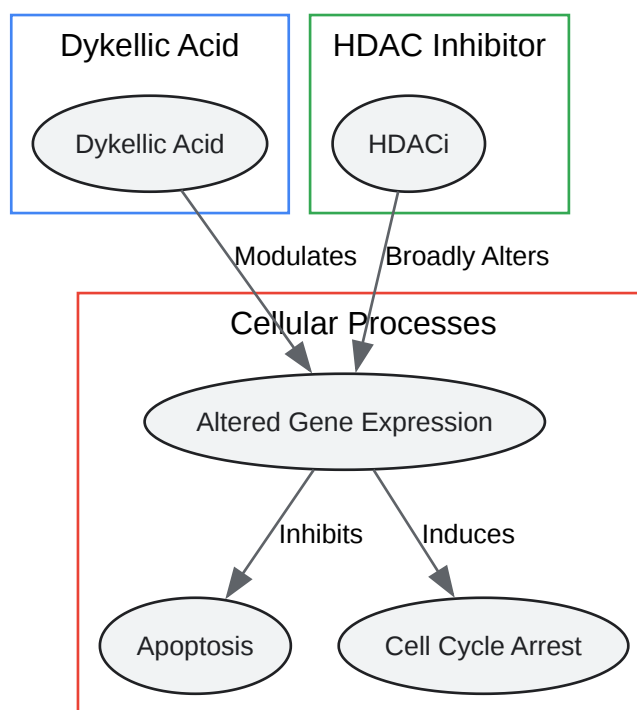 Dykellic Acid
HDAC Inhibitor
Dykellic Acid
HDACi
Modulates
Broadly Alters
Cellular Processes
Altered Gene Expression
Inhibits
Induces
Apoptosis
Cell Cycle Arrest